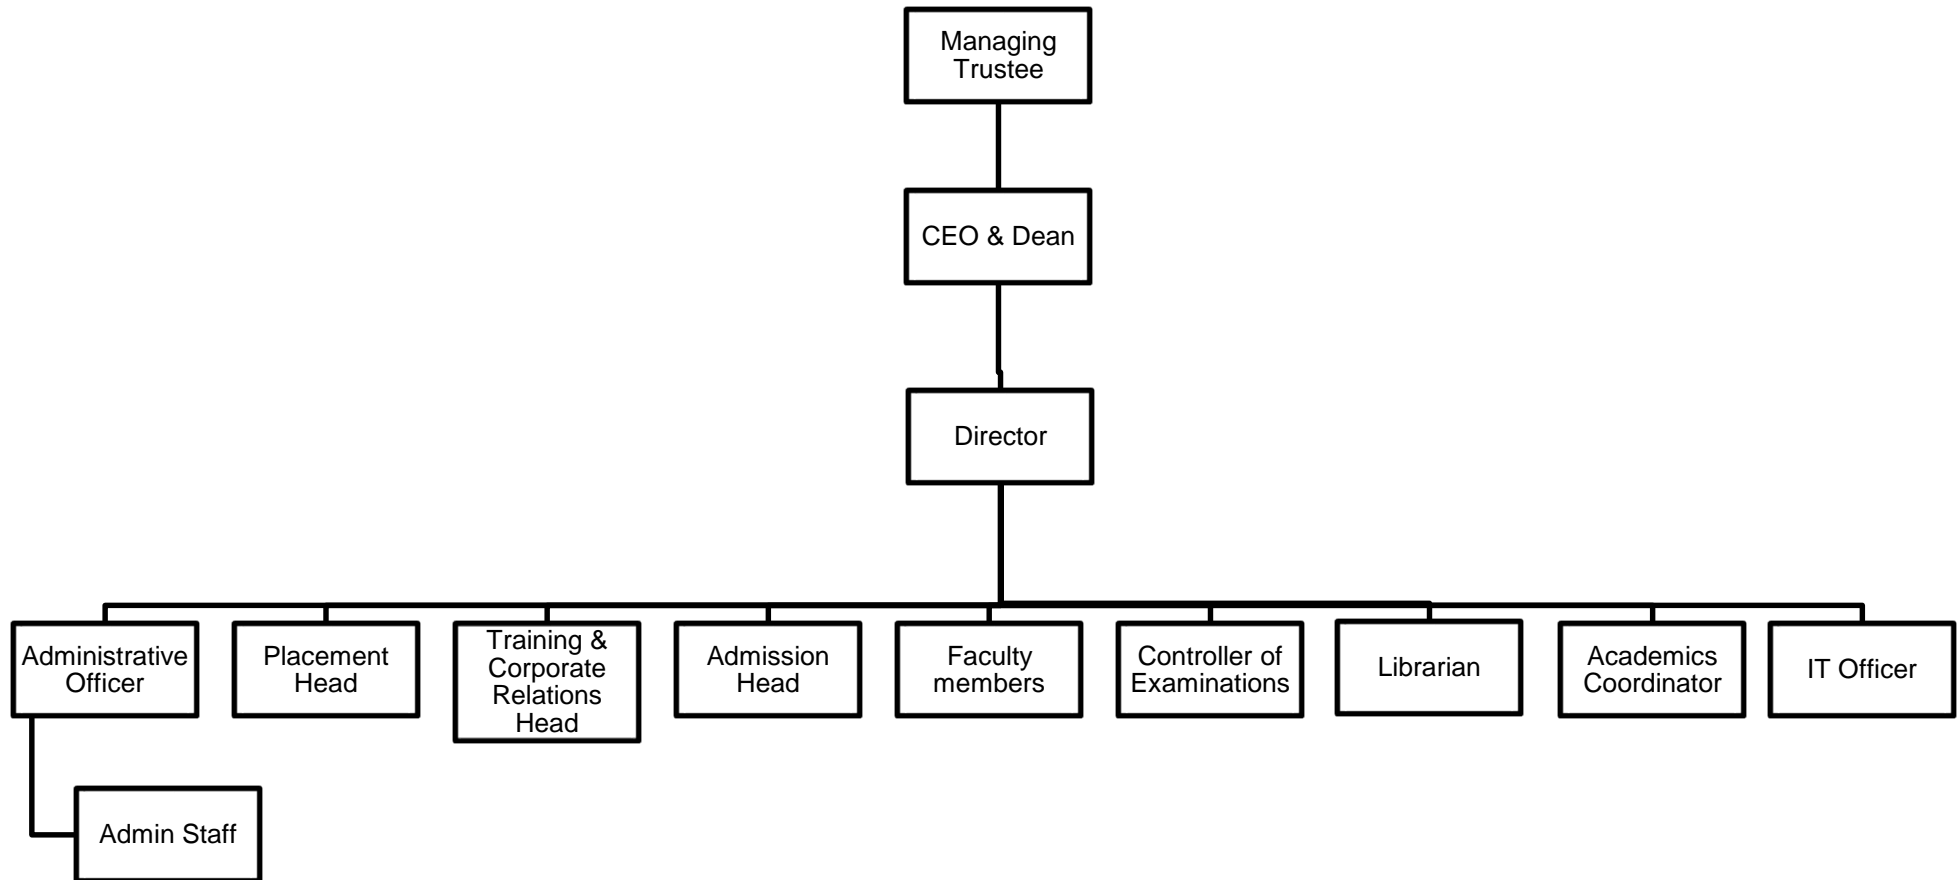 Managing
Trustee
CEO & Dean
Director
Administrative
Officer
Placement
Head
Training &
Corporate
Relations
Head
Admission
Head
Faculty
members
Controller of
Examinations
Librarian
Academics
Coordinator
IT Officer
Admin Staff